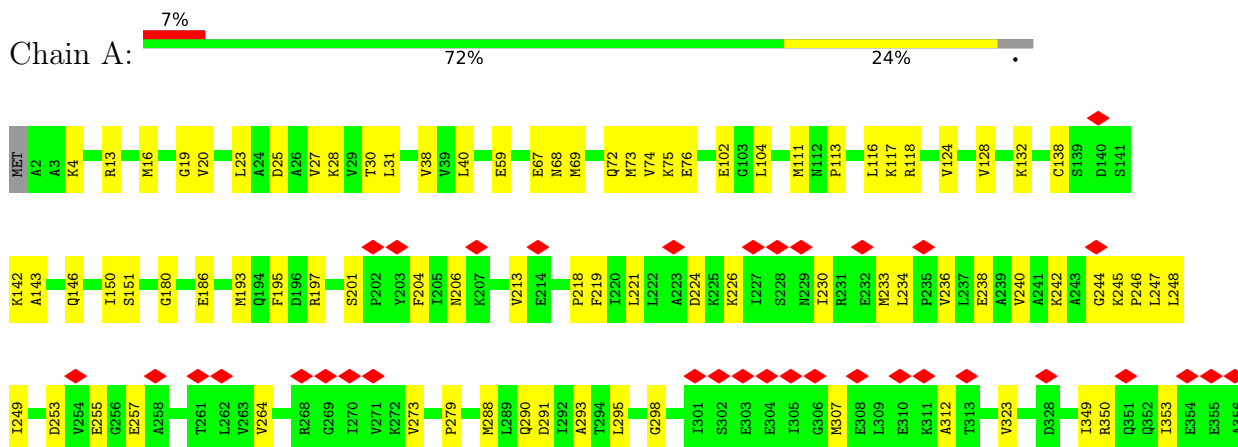 7%
Chain A:
72% 24% .
MET A2 A3 K4 R13 M16 G19 V20 L23 A24 D25 A26 V27 K28 V29 T30 L31 V38 V39 L40 E59 E67 N68 M69 Q72 M73 V74 K75 E76 E102 G103 L104 M111 N112 P113 L116 K117 R118 V124 V128 K132 C138 S139 D140 S141
K142 A143 Q146 I150 S151 G180 E186 M193 Q194 F195 D196 R197 S201 P202 Y203 F204 I205 N206 K207 V213 E214 P218 F219 I220 L221 L222 A223 D224 K225 K226 I227 S228 N229 I230 R231 E232 M233 L234 P235 V236 L237 E238 A239 V240 A241 K242 A243 G244 K245 P246 L247 L248
I249 D253 V254 E255 G256 E257 A258 T261 L262 V263 V264 R268 G269 I270 V271 K272 V273 P279 M288 L289 Q290 D291 I292 A293 T294 L295 G298 I301 S302 E303 E304 I305 G306 M307 E308 L309 E310 K311 A312 T313 V323 D328 I349 R350 Q351 Q352 I353 E354 E355 A356